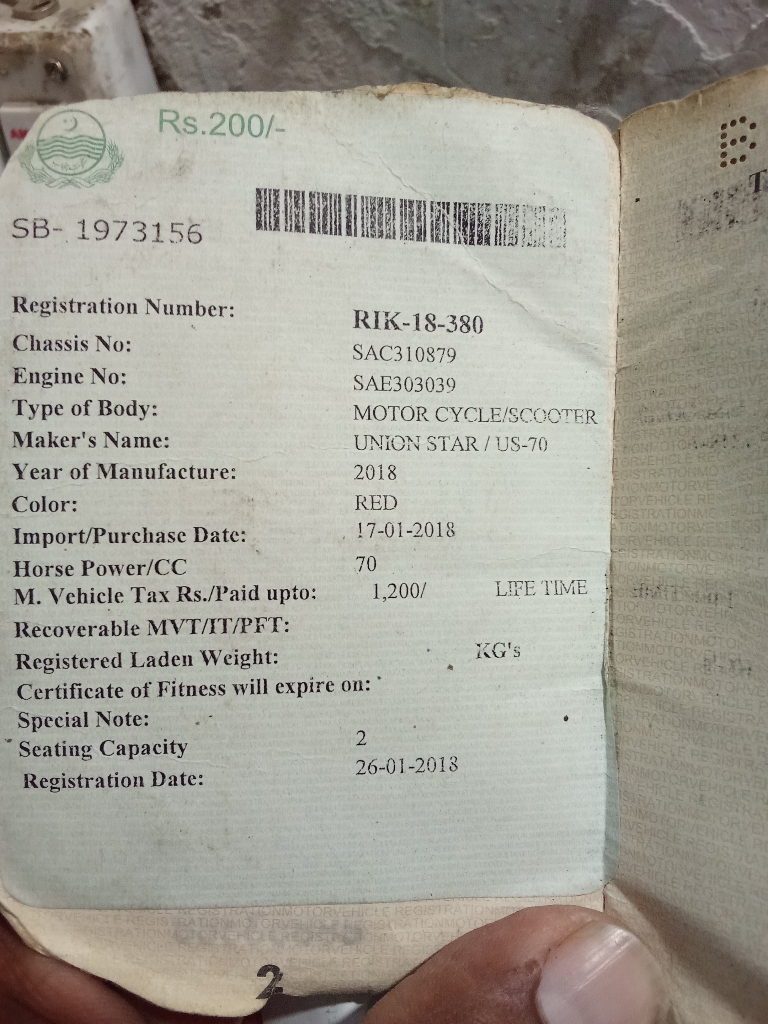 Rs.200/-
SB- 1973156
Registration Number: RIK-18-380
Chassis No: SAC310879
Engine No: SAE303039
Type of Body: MOTOR CYCLE/SCOOTER
Maker's Name: UNION STAR / US-70
Year of Manufacture: 2018
Color: RED
Import/Purchase Date: 17-01-2018
Horse Power/CC 70
M. Vehicle Tax Rs./Paid upto: 1,200/ LIFE TIME
Recoverable MVT/IT/PFT:
Registered Laden Weight: KG's
Certificate of Fitness will expire on:
Special Note:
Seating Capacity 2
Registration Date: 26-01-2018
2
B
T